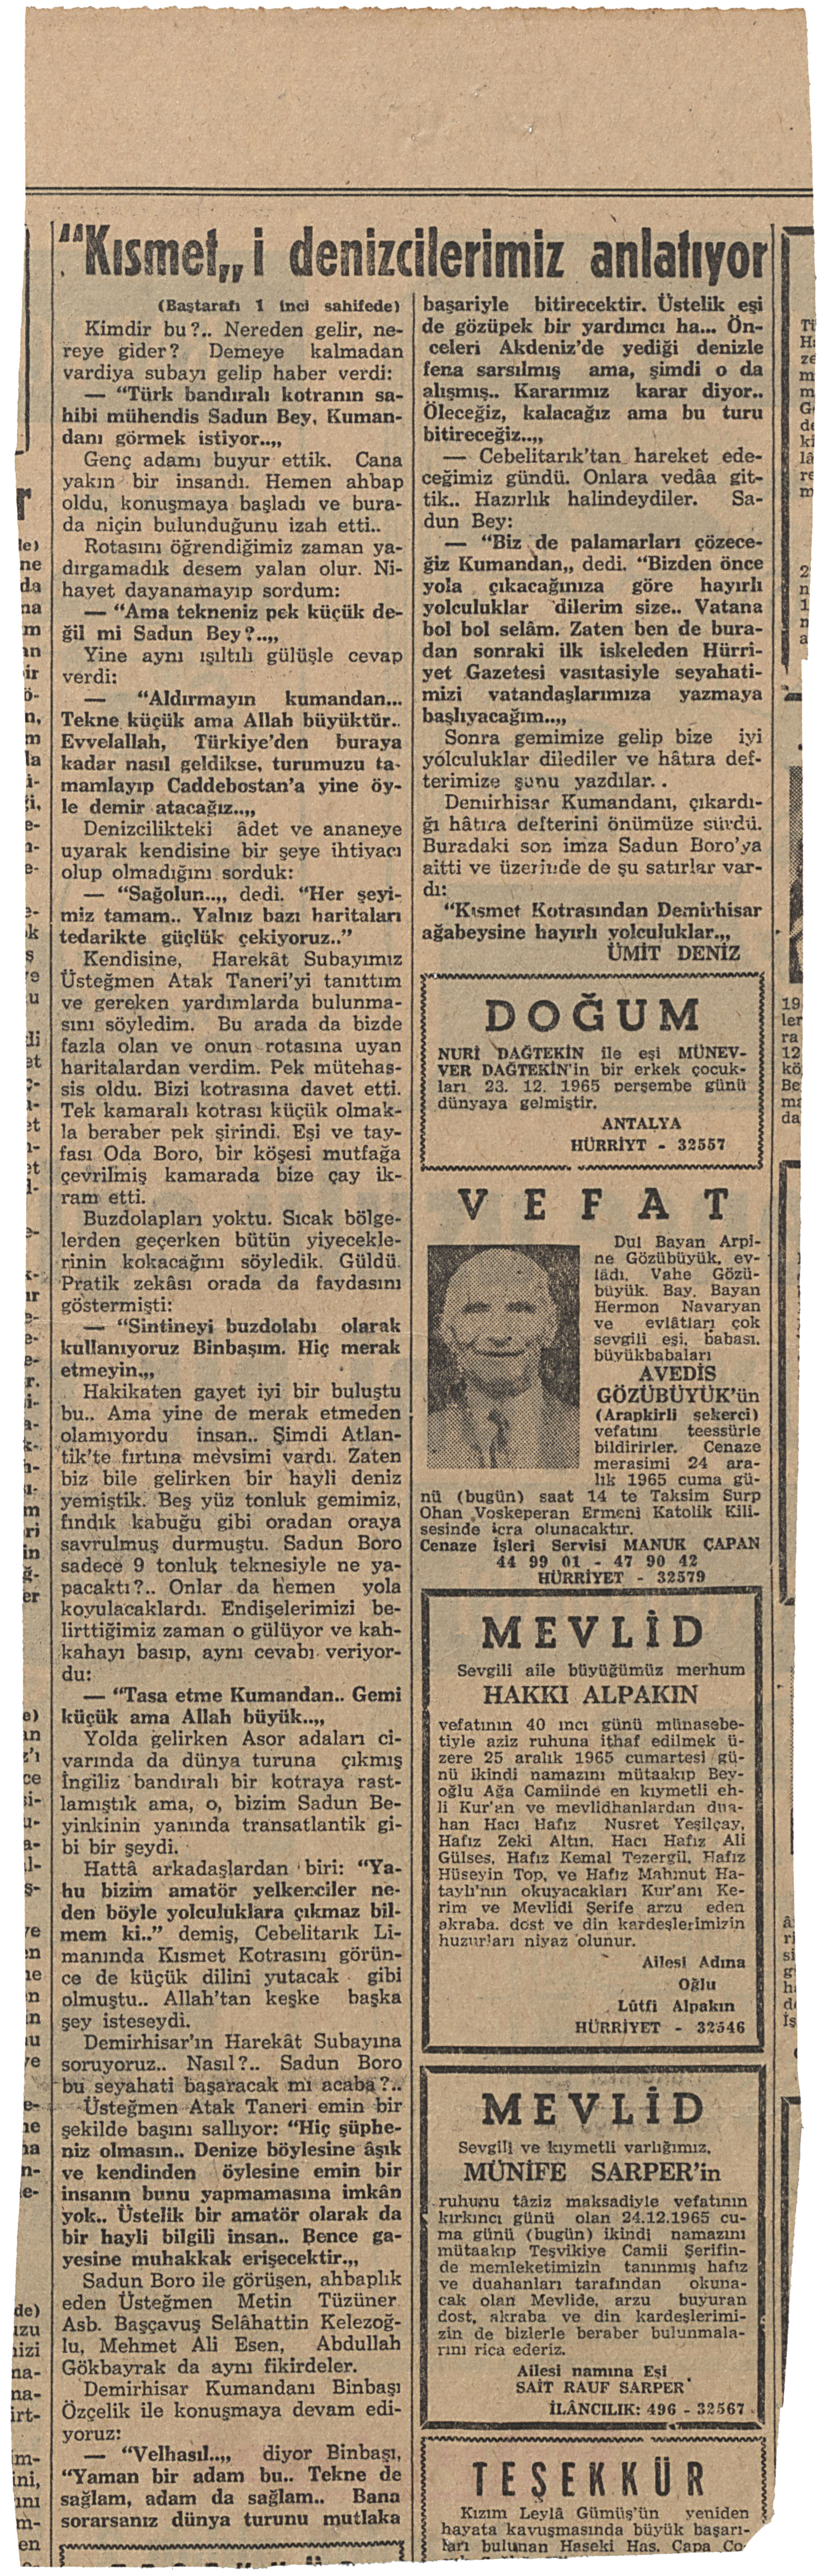 “Kısmet„i denizcilerimiz anlatıyor
(Baştarafı 1 inci sahifede)
Kimdir bu?.. Nereden gelir, ne-
reye gider? Demeye kalmadan
vardiya subayı gelip haber verdi:
— “Türk bandıralı kotranın sa-
hibi mühendis Sadun Bey, Kuman-
danı görmek istiyor..„
Genç adamı buyur ettik. Cana
yakın bir insandı. Hemen ahbap
oldu, konuşmaya başladı ve bura-
da niçin bulunduğunu izah etti..
Rotasını öğrendiğimiz zaman ya-
dırgamadık desem yalan olur. Ni-
hayet dayanamayıp sordum:
— “Ama tekneniz pek küçük de-
ğil mi Sadun Bey?..„
Yine aynı ışıltılı gülüşle cevap
verdi:
— “Aldırmayın kumandan...
Tekne küçük ama Allah büyüktür..
Evvelallah, Türkiye'den buraya
kadar nasıl geldikse, turumuzu ta-
mamlayıp Caddebostan'a yine öy-
le demir atacağız..„
Denizcilikteki âdet ve ananeye
uyarak kendisine bir şeye ihtiyacı
olup olmadığını sorduk:
— “Sağolun..„ dedi. “Her şeyi-
miz tamam.. Yalnız bazı haritaları
tedarikte güçlük çekiyoruz..”
Kendisine, Harekât Subayımız
Üsteğmen Atak Taneri'yi tanıttım
ve gereken yardımlarda bulunma-
sını söyledim. Bu arada da bizde
fazla olan ve onun rotasına uyan
haritalardan verdim. Pek mütehas-
sis oldu. Bizi kotrasına davet etti.
Tek kamaralı kotrası küçük olmak-
la beraber pek şirindi. Eşi ve tay-
fası Oda Boro, bir köşesi mutfağa
çevrilmiş kamarada bize çay ik-
ram etti.
Buzdolapları yoktu. Sıcak bölge-
lerden geçerken bütün yiyecekle-
rinin kokacağını söyledik. Güldü.
Pratik zekâsı orada da faydasını
göstermişti:
— “Sintineyi buzdolabı olarak
kullanıyoruz Binbaşım. Hiç merak
etmeyin.„
Hakikaten gayet iyi bir buluştu
bu.. Ama yine de merak etmeden
olamıyordu insan.. Şimdi Atlan-
tik'te fırtına mevsimi vardı. Zaten
biz bile gelirken bir hayli deniz
yemiştik. Beş yüz tonluk gemimiz,
fındık kabuğu gibi oradan oraya
savrulmuş durmuştu. Sadun Boro
sadece 9 tonluk teknesiyle ne ya-
pacaktı?.. Onlar da hemen yola
koyulacaklardı. Endişelerimizi be-
lirttiğimiz zaman o gülüyor ve kah-
kahayı basıp, aynı cevabı veriyor-
du:
— “Tasa etme Kumandan.. Gemi
küçük ama Allah büyük..„
Yolda gelirken Asor adaları ci-
varında da dünya turuna çıkmış
İngiliz bandıralı bir kotraya rast-
lamıştık ama, o, bizim Sadun Be-
yinkinin yanında transatlantik gi-
bi bir şeydi.
Hattâ arkadaşlardan biri: “Ya-
hu bizim amatör yelkenciler ne-
den böyle yolculuklara çıkmaz bil-
mem ki..” demiş, Cebelitarık Li-
manında Kısmet Kotrasını görün-
ce de küçük dilini yutacak gibi
olmuştu.. Allah'tan keşke başka
şey isteseydi.
Demirhisar'ın Harekât Subayına
soruyoruz.. Nasıl?.. Sadun Boro
bu seyahati başaracak mı acaba?..
Üsteğmen Atak Taneri emin bir
şekilde başını sallıyor: “Hiç şüphe-
niz olmasın.. Denize böylesine âşık
ve kendinden öylesine emin bir
insanın bunu yapmamasına imkân
yok.. Üstelik bir amatör olarak da
bir hayli bilgili insan.. Bence ga-
yesine muhakkak erişecektir.„
Sadun Boro ile görüşen, ahbaplık
eden Üsteğmen Metin Tüzüner
Asb. Başçavuş Selâhattin Kelezoğ-
lu, Mehmet Ali Esen, Abdullah
Gökbayrak da aynı fikirdeler.
Demirhisar Kumandanı Binbaşı
Özçelik ile konuşmaya devam edi-
yoruz:
— “Velhasıl..„ diyor Binbaşı,
“Yaman bir adam bu.. Tekne de
sağlam, adam da sağlam.. Bana
sorarsanız dünya turunu mutlaka
başariyle bitirecektir. Üstelik eşi
de gözüpek bir yardımcı ha... Ön-
celeri Akdeniz'de yediği denizle
fena sarsılmış ama, şimdi o da
alışmış.. Kararımız karar diyor..
Öleceğiz, kalacağız ama bu turu
bitireceğiz..„
— Cebelitarık'tan hareket ede-
ceğimiz gündü. Onlara vedâa git-
tik.. Hazırlık halindeydiler. Sa-
dun Bey:
— “Biz de palamarları çözece-
ğiz Kumandan„ dedi. “Bizden önce
yola çıkacağınıza göre hayırlı
yolculuklar dilerim size.. Vatana
bol bol selâm. Zaten ben de bura-
dan sonraki ilk iskeleden Hürri-
yet Gazetesi vasıtasiyle seyahati-
mizi vatandaşlarımıza yazmaya
başlıyacağım..„
Sonra gemimize gelip bize iyi
yolculuklar dilediler ve hâtıra def-
terimize şunu yazdılar..
Demirhisar Kumandanı, çıkardı-
ğı hâtıra defterini önümüze sürdü.
Buradaki son imza Sadun Boro'ya
aitti ve üzerinde de şu satırlar var-
dı:
“Kısmet Kotrasından Demirhisar
ağabeysine hayırlı yolculuklar.„
ÜMİT DENİZ
DOĞUM
NURİ DAĞTEKİN ile eşi MÜNEV-
VER DAĞTEKİN'in bir erkek çocuk-
ları 23. 12. 1965 perşembe günü
dünyaya gelmiştir.
ANTALYA
HÜRRİYT - 32557
VEFAT
Dul Bayan Arpi-
ne Gözübüyük, ev-
lâdı, Vahe Gözü-
büyük. Bay. Bayan
Hermon Navaryan
ve evlâtları çok
sevgili eşi, babası,
büyükbabaları
AVEDİS
GÖZÜBÜYÜK'ün
(Arapkirli şekerci)
vefatını teessürle
bildirirler. Cenaze
merasimi 24 ara-
lık 1965 cuma gü-
nü (bugün) saat 14 te Taksim Surp
Ohan Voskeperan Ermeni Katolik Kili-
sesinde icra olunacaktır.
Cenaze İşleri Servisi MANUK ÇAPAN
44 99 01 - 47 90 42
HÜRRİYET - 32579
MEVLİD
Sevgili aile büyüğümüz merhum
HAKKI ALPAKIN
vefatının 40 ıncı günü münasebe-
tiyle aziz ruhuna ithaf edilmek ü-
zere 25 aralık 1965 cumartesi gü-
nü ikindi namazını mütaakıp Bey-
oğlu Ağa Camiinde en kıymetli eh-
li Kur'an ve mevlidhanlardan dua-
han Hacı Hafız Nusret Yeşilçay,
Hafız Zeki Altın, Hacı Hafız Ali
Gülses, Hafız Kemal Tezergil, Hafız
Hüseyin Top, ve Hafız Mahmut Ha-
taylı'nın okuyacakları Kur'anı Ke-
rim ve Mevlidi Şerife arzu eden
akraba, dost ve din kardeşlerimizin
huzurları niyaz olunur.
Ailesi Adına
Oğlu
Lûtfi Alpakın
HÜRRİYET - 32546
MEVLİD
Sevgili ve kıymetli varlığımız,
MÜNİFE SARPER'in
ruhunu tâziz maksadiyle vefatının
kırkıncı günü olan 24.12.1965 cu-
ma günü (bugün) ikindi namazını
mütaakıp Teşvikiye Camii Şerifin-
de memleketimizin tanınmış hafız
ve duahanları tarafından okuna-
cak olan Mevlide, arzu buyuran
dost, akraba ve din kardeşlerimi-
zin de bizlerle beraber bulunmala-
rını rica ederiz.
Ailesi namına Eşi
SAİT RAUF SARPER
İLÂNCILIK: 496 - 32567
TEŞEKKÜR
Kızım Leylâ Gümüş'ün yeniden
hayata kavuşmasında büyük başarı-
ları bulunan Haseki Has. Çapa Co-